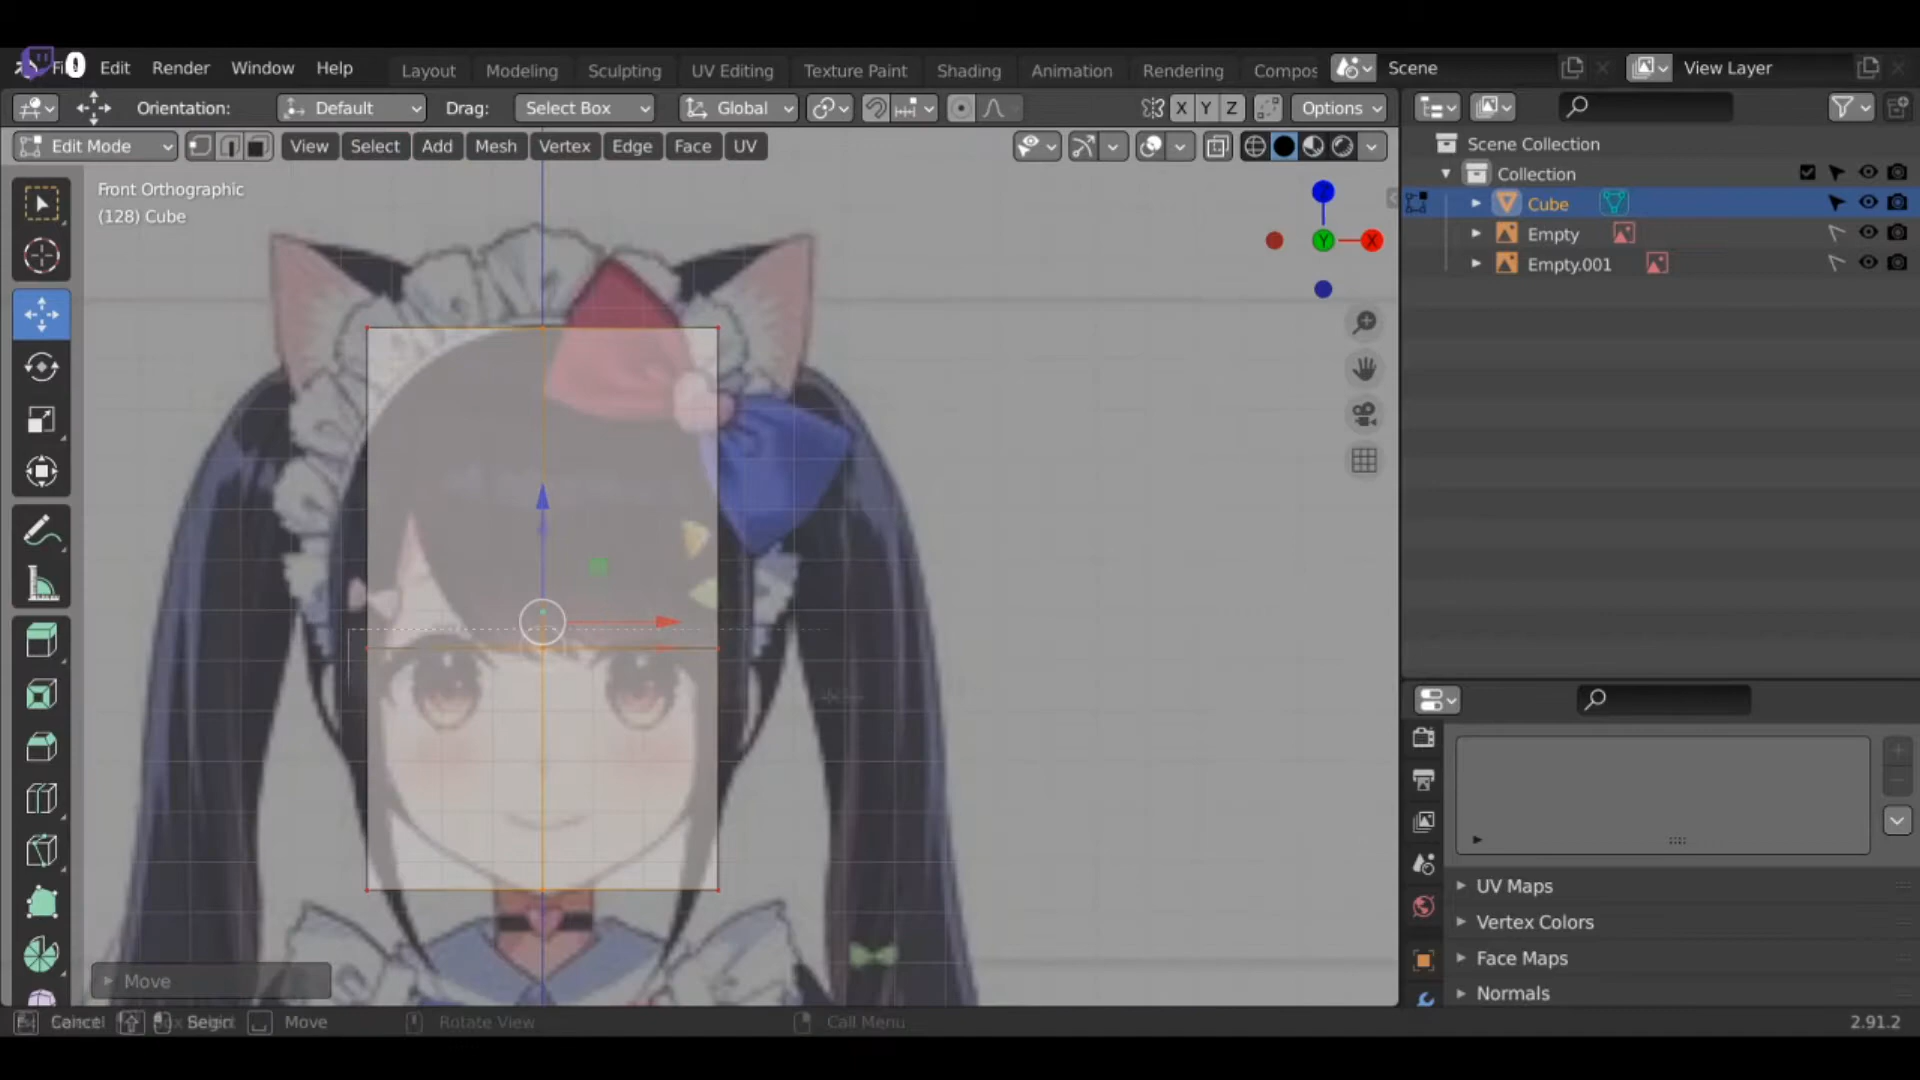 Edit Render Window Help Layout Modeling Sculpting UV Editing Texture Paint Shading Animation Rendering Compos Scene View Layer
Orientation: Default Drag: Select Box Global X Y Z Options
Edit Mode View Select Add Mesh Vertex Edge Face UV
Scene Collection
Collection
Cube
Empty
Empty.001
Front Orthographic
(128) Cube
Y X
UV Maps
Vertex Colors
Face Maps
Normals
Move
Cancel Begin Move Rotate View Call Menu 2.91.2